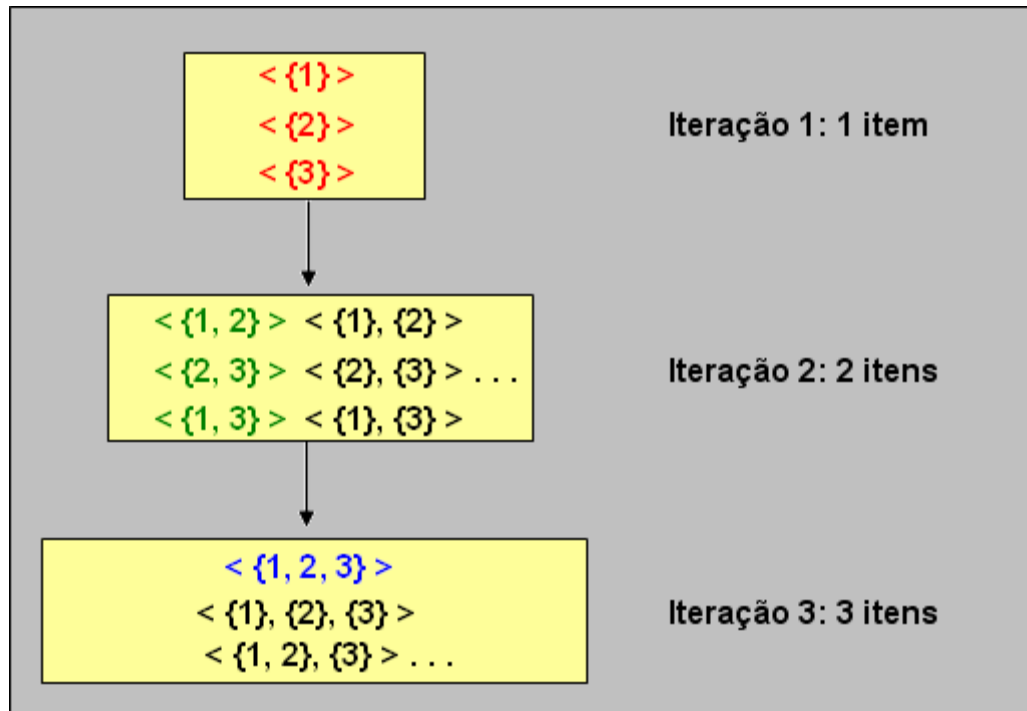 < {1} >
< {2} >
< {3} >
Iteração 1: 1 item
< {1, 2} > < {1}, {2} >
< {2, 3} > < {2}, {3} > . . .
< {1, 3} > < {1}, {3} >
Iteração 2: 2 itens
< {1, 2, 3} >
< {1}, {2}, {3} >
< {1, 2}, {3} > . . .
Iteração 3: 3 itens